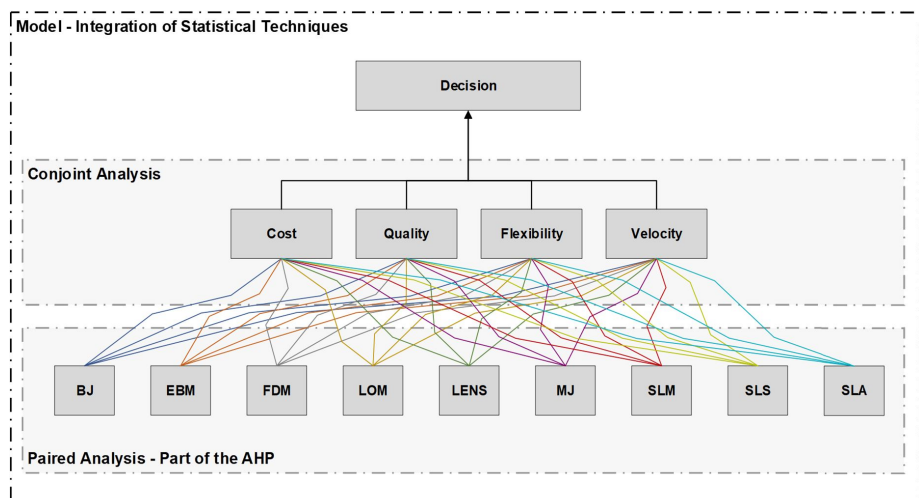 Model - Integration of Statistical Techniques
Decision
Conjoint Analysis
Cost Quality Flexibility Velocity
BJ EBM FDM LOM LENS MJ SLM SLS SLA
Paired Analysis - Part of the AHP